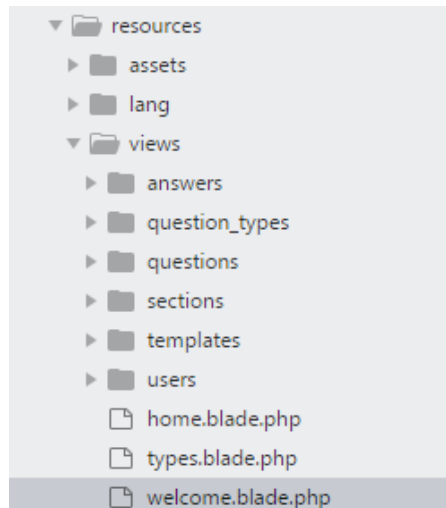 resources
assets
lang
views
answers
question_types
questions
sections
templates
users
home.blade.php
types.blade.php
welcome.blade.php